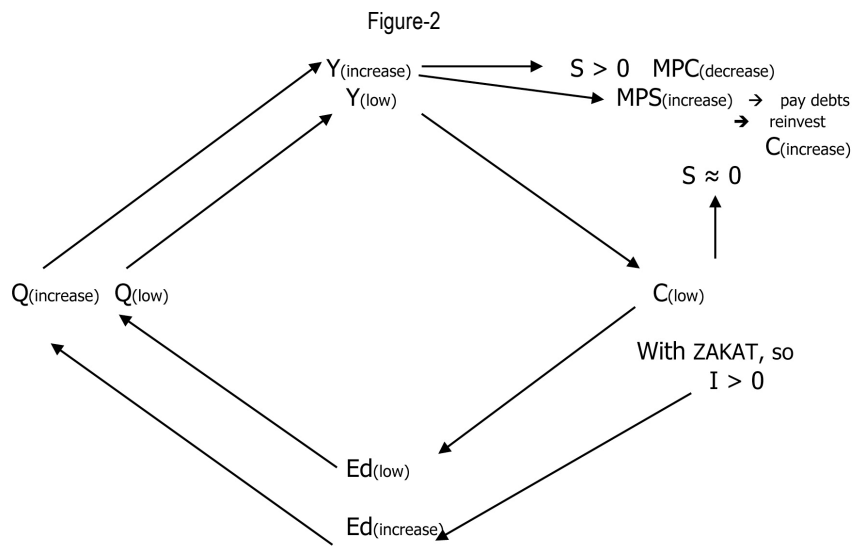 Figure-2
Y(increase)
S > 0 MPC(decrease)
Y(low)
MPS(increase) → pay debts
→ reinvest
C(increase)
S ≈ 0
Q(increase) Q(low)
C(low)
With ZAKAT, so
I > 0
Ed(low)
Ed(increase)